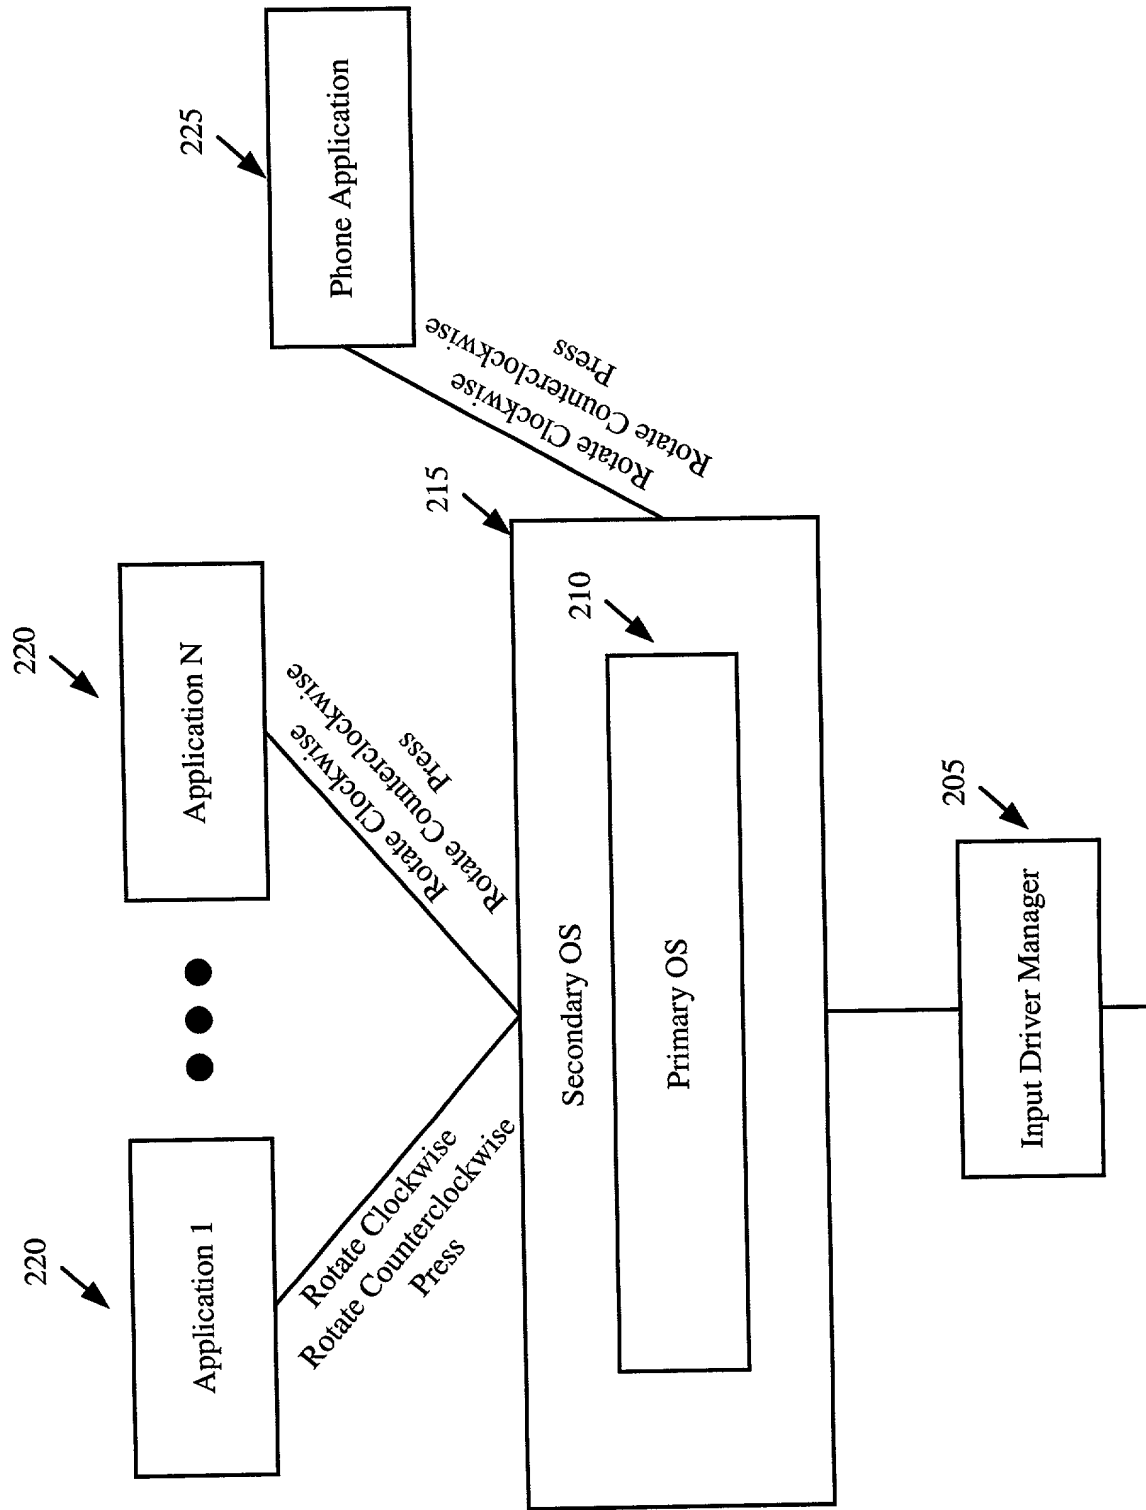 220
Application 1
220
Application N
225
Phone Application
Rotate Clockwise
Rotate Counterclockwise
Press
Rotate Clockwise
Rotate Counterclockwise
Press
Rotate Clockwise
Rotate Counterclockwise
Press
215
Secondary OS
210
Primary OS
205
Input Driver Manager